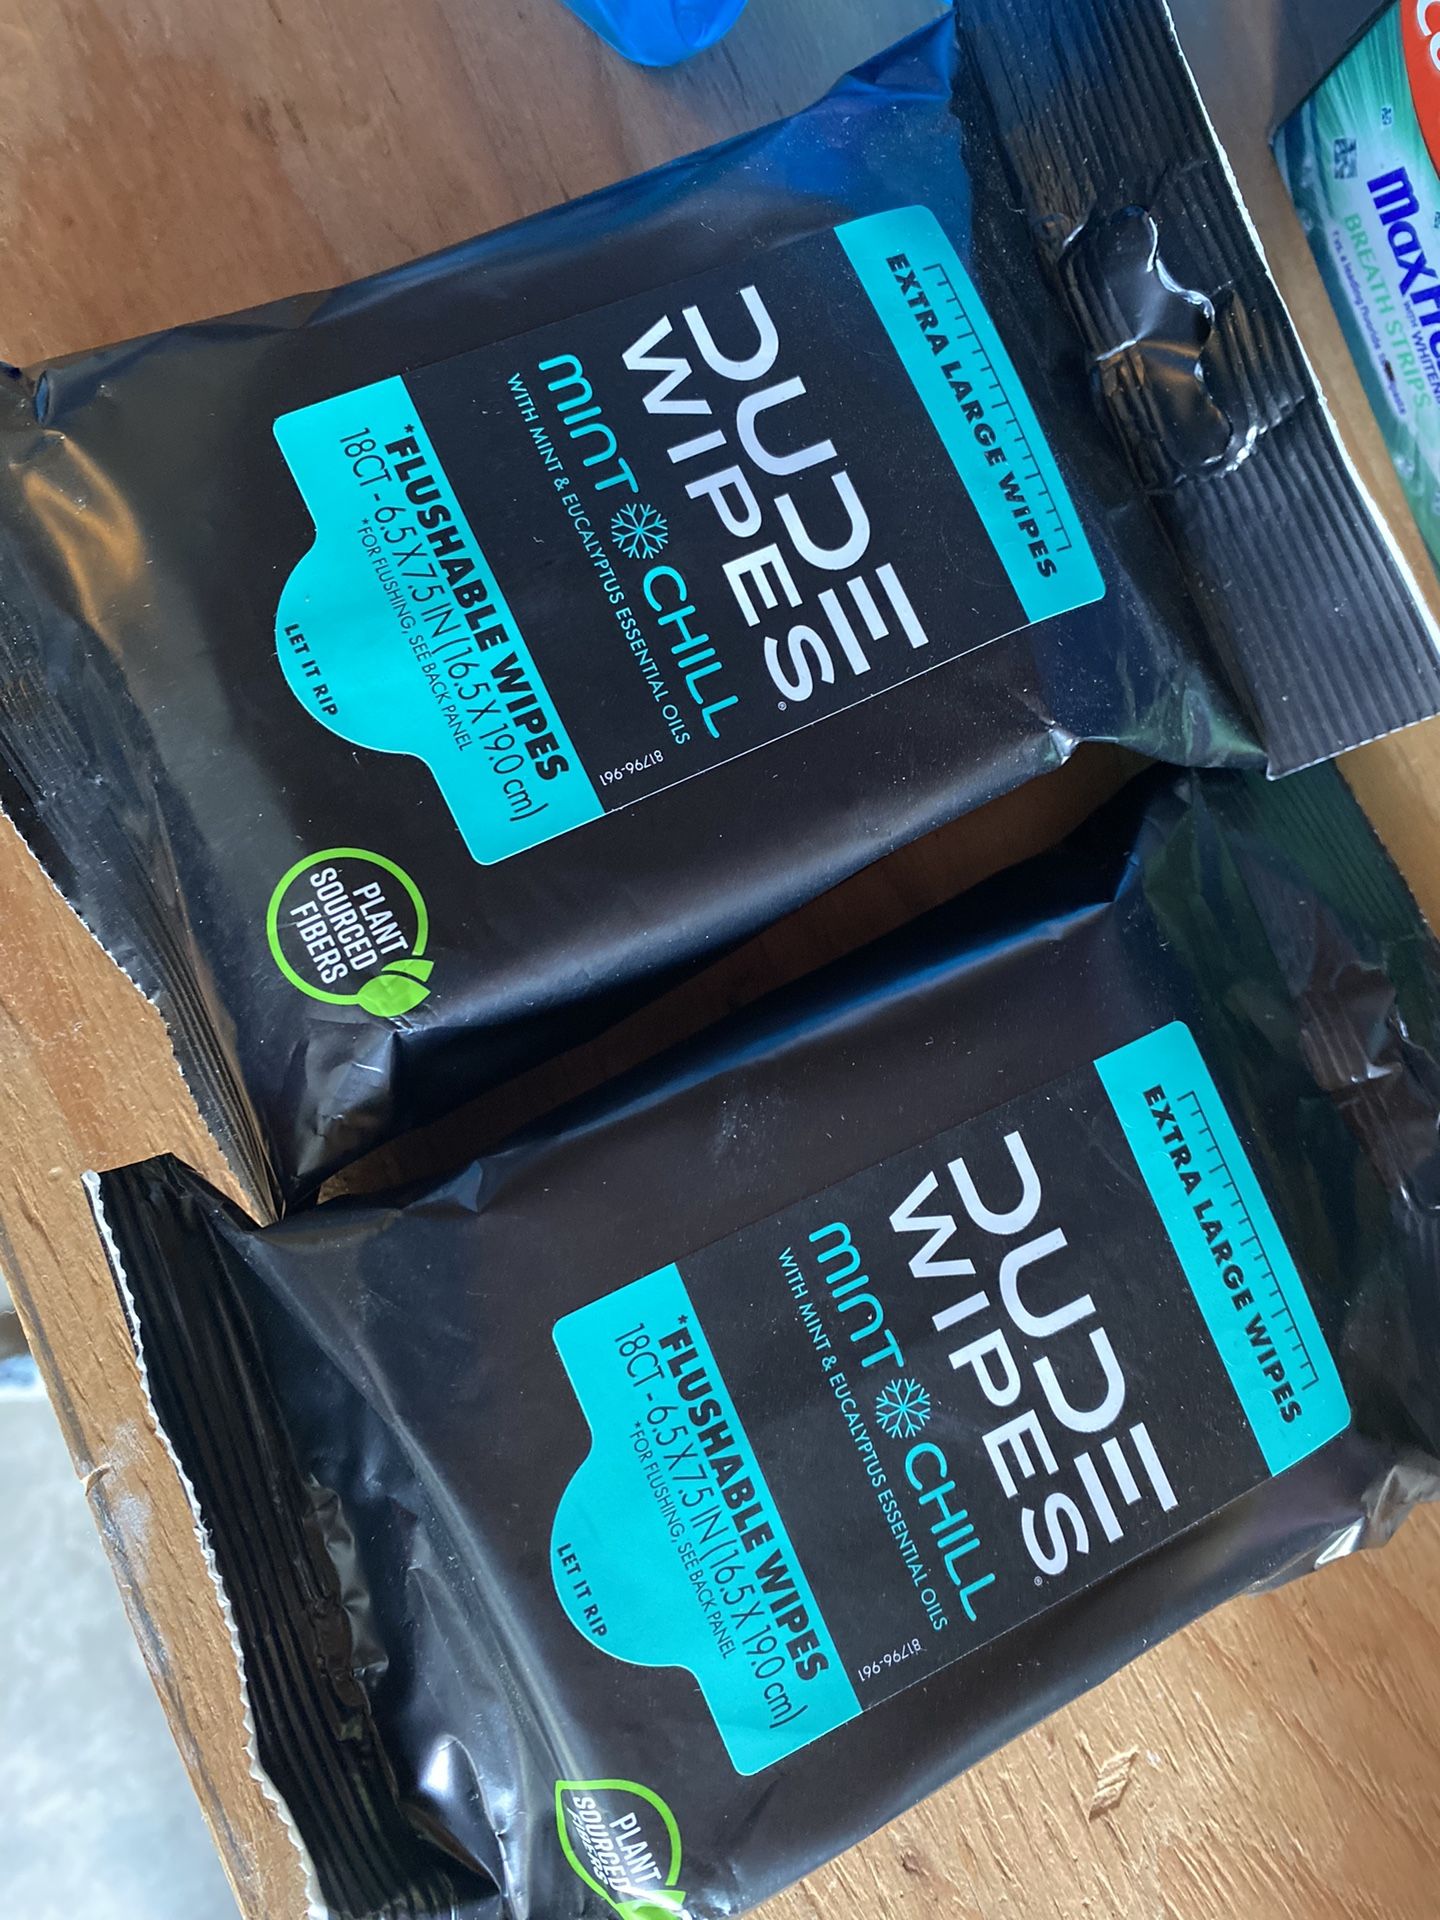 EXTRA LARGE WIPES
DUDE
WIPES®
MINT CHILL
WITH MINT & EUCALYPTUS ESSENTIAL OILS
81796-961
*FLUSHABLE WIPES
18CT - 6.5 X 7.5 IN (16.5 X 19.0 cm)
*FOR FLUSHING, SEE BACK PANEL
LET IT RIP
PLANT
SOURCED
FIBERS
EXTRA LARGE WIPES
DUDE
WIPES®
MINT CHILL
WITH MINT & EUCALYPTUS ESSENTIAL OILS
81796-961
*FLUSHABLE WIPES
18CT - 6.5 X 7.5 IN (16.5 X 19.0 cm)
*FOR FLUSHING, SEE BACK PANEL
LET IT RIP
PLANT
SOURCED
FIBERS
BREATH STRIPS